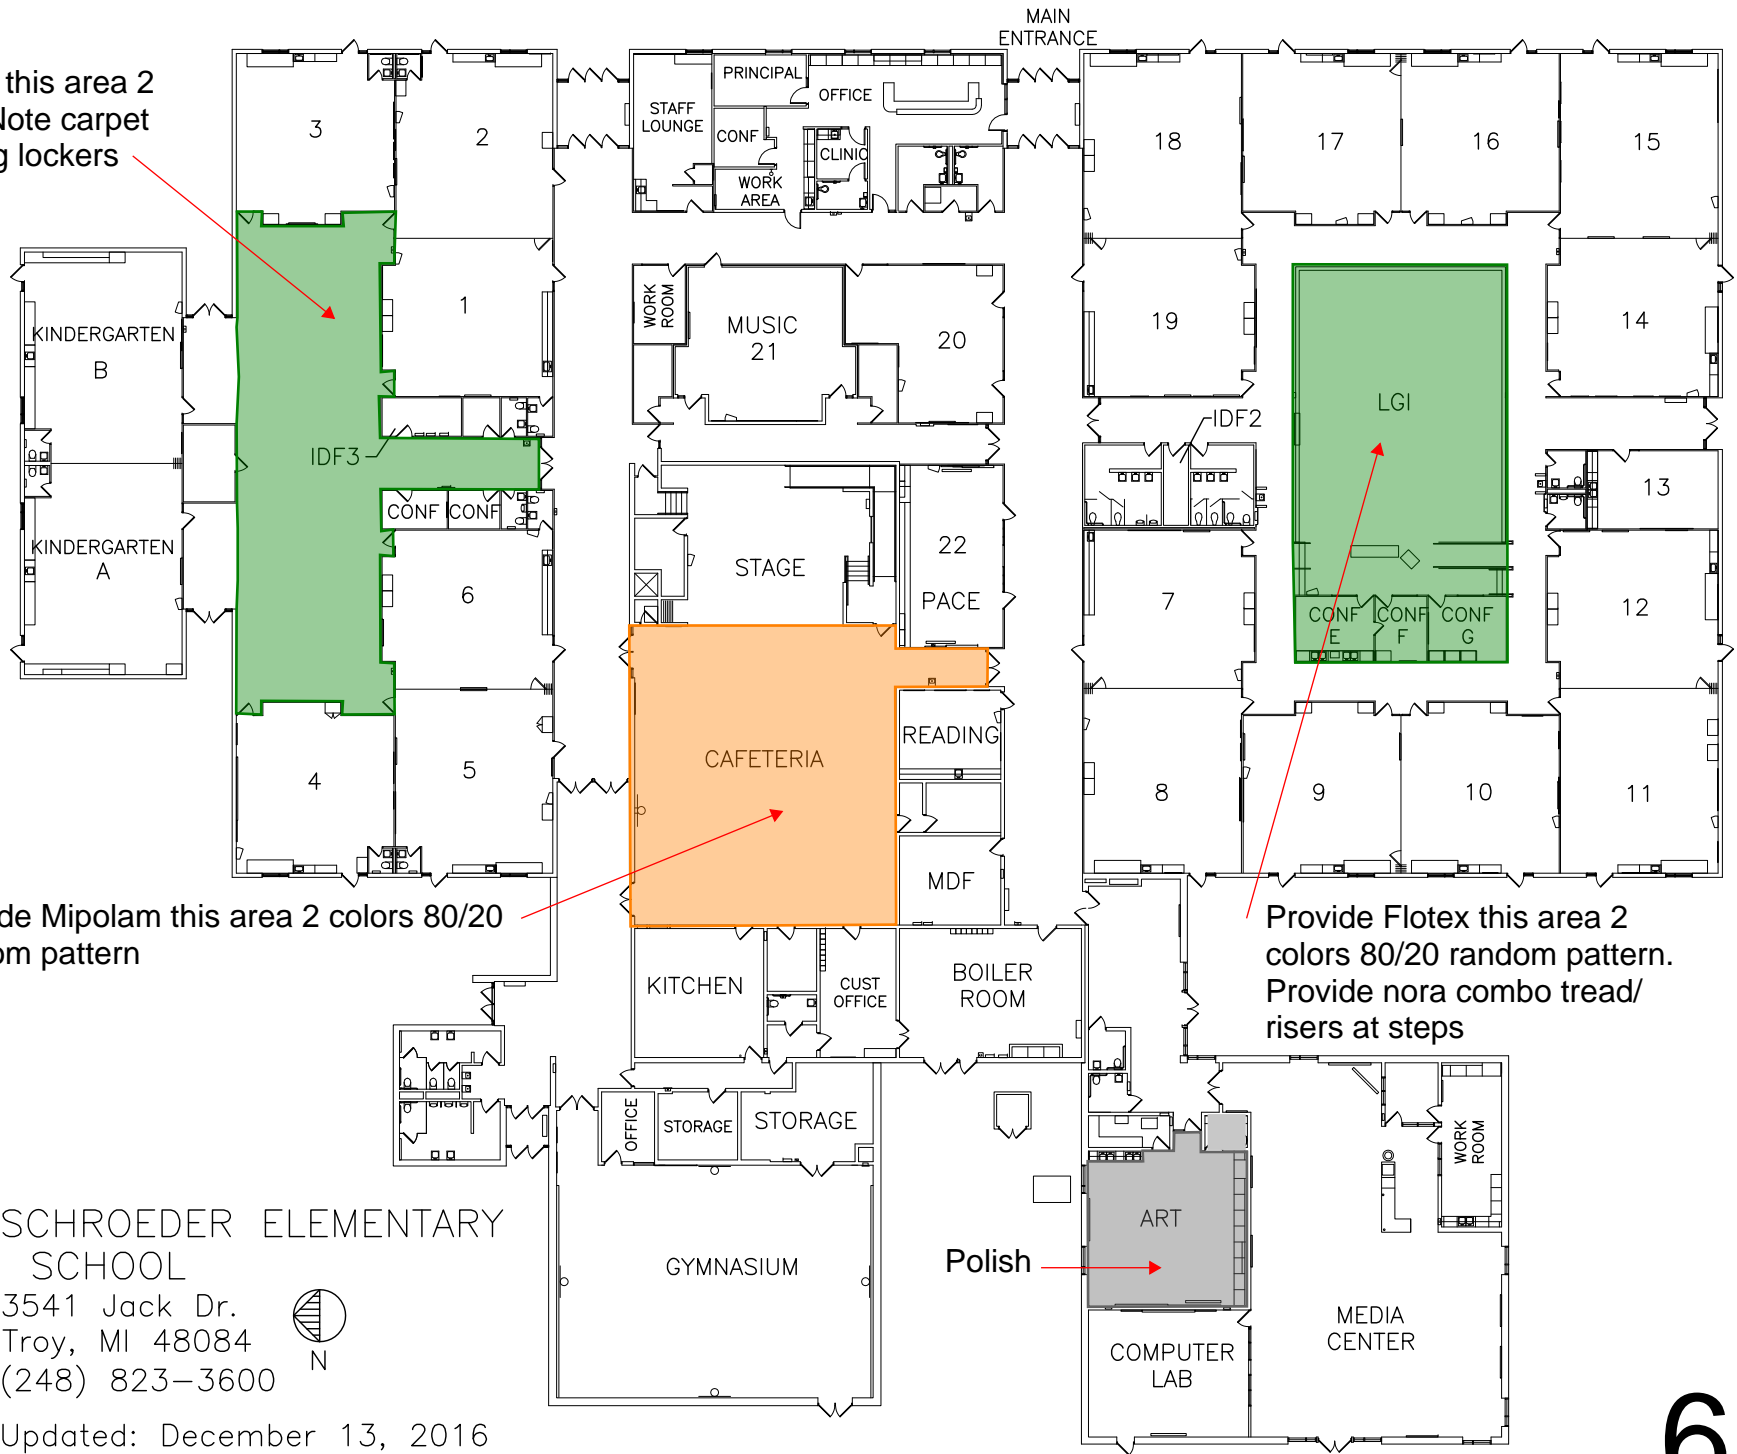 MAIN
ENTRANCE
this area 2
Note carpet
lockers
3
2
STAFF
LOUNGE
PRINCIPAL
OFFICE
CONF
CLINIC
WORK
AREA
18
17
16
15
KINDERGARTEN
B
1
WORK
ROOM
MUSIC
21
20
19
LGI
14
IDF3
IDF2
CONF
CONF
13
KINDERGARTEN
A
6
STAGE
22
PACE
7
CONF
E
CONF
F
CONF
G
12
READING
CAFETERIA
4
5
8
9
10
11
MDF
de Mipolam this area 2 colors 80/20
om pattern
Provide Flotex this area 2
colors 80/20 random pattern.
Provide nora combo tread/
risers at steps
KITCHEN
CUST
OFFICE
BOILER
ROOM
OFFICE
STORAGE
STORAGE
WORK
ROOM
ART
Polish
GYMNASIUM
MEDIA
CENTER
COMPUTER
LAB
SCHROEDER ELEMENTARY
SCHOOL
3541 Jack Dr.
Troy, MI 48084
(248) 823-3600
N
Updated: December 13, 2016
6